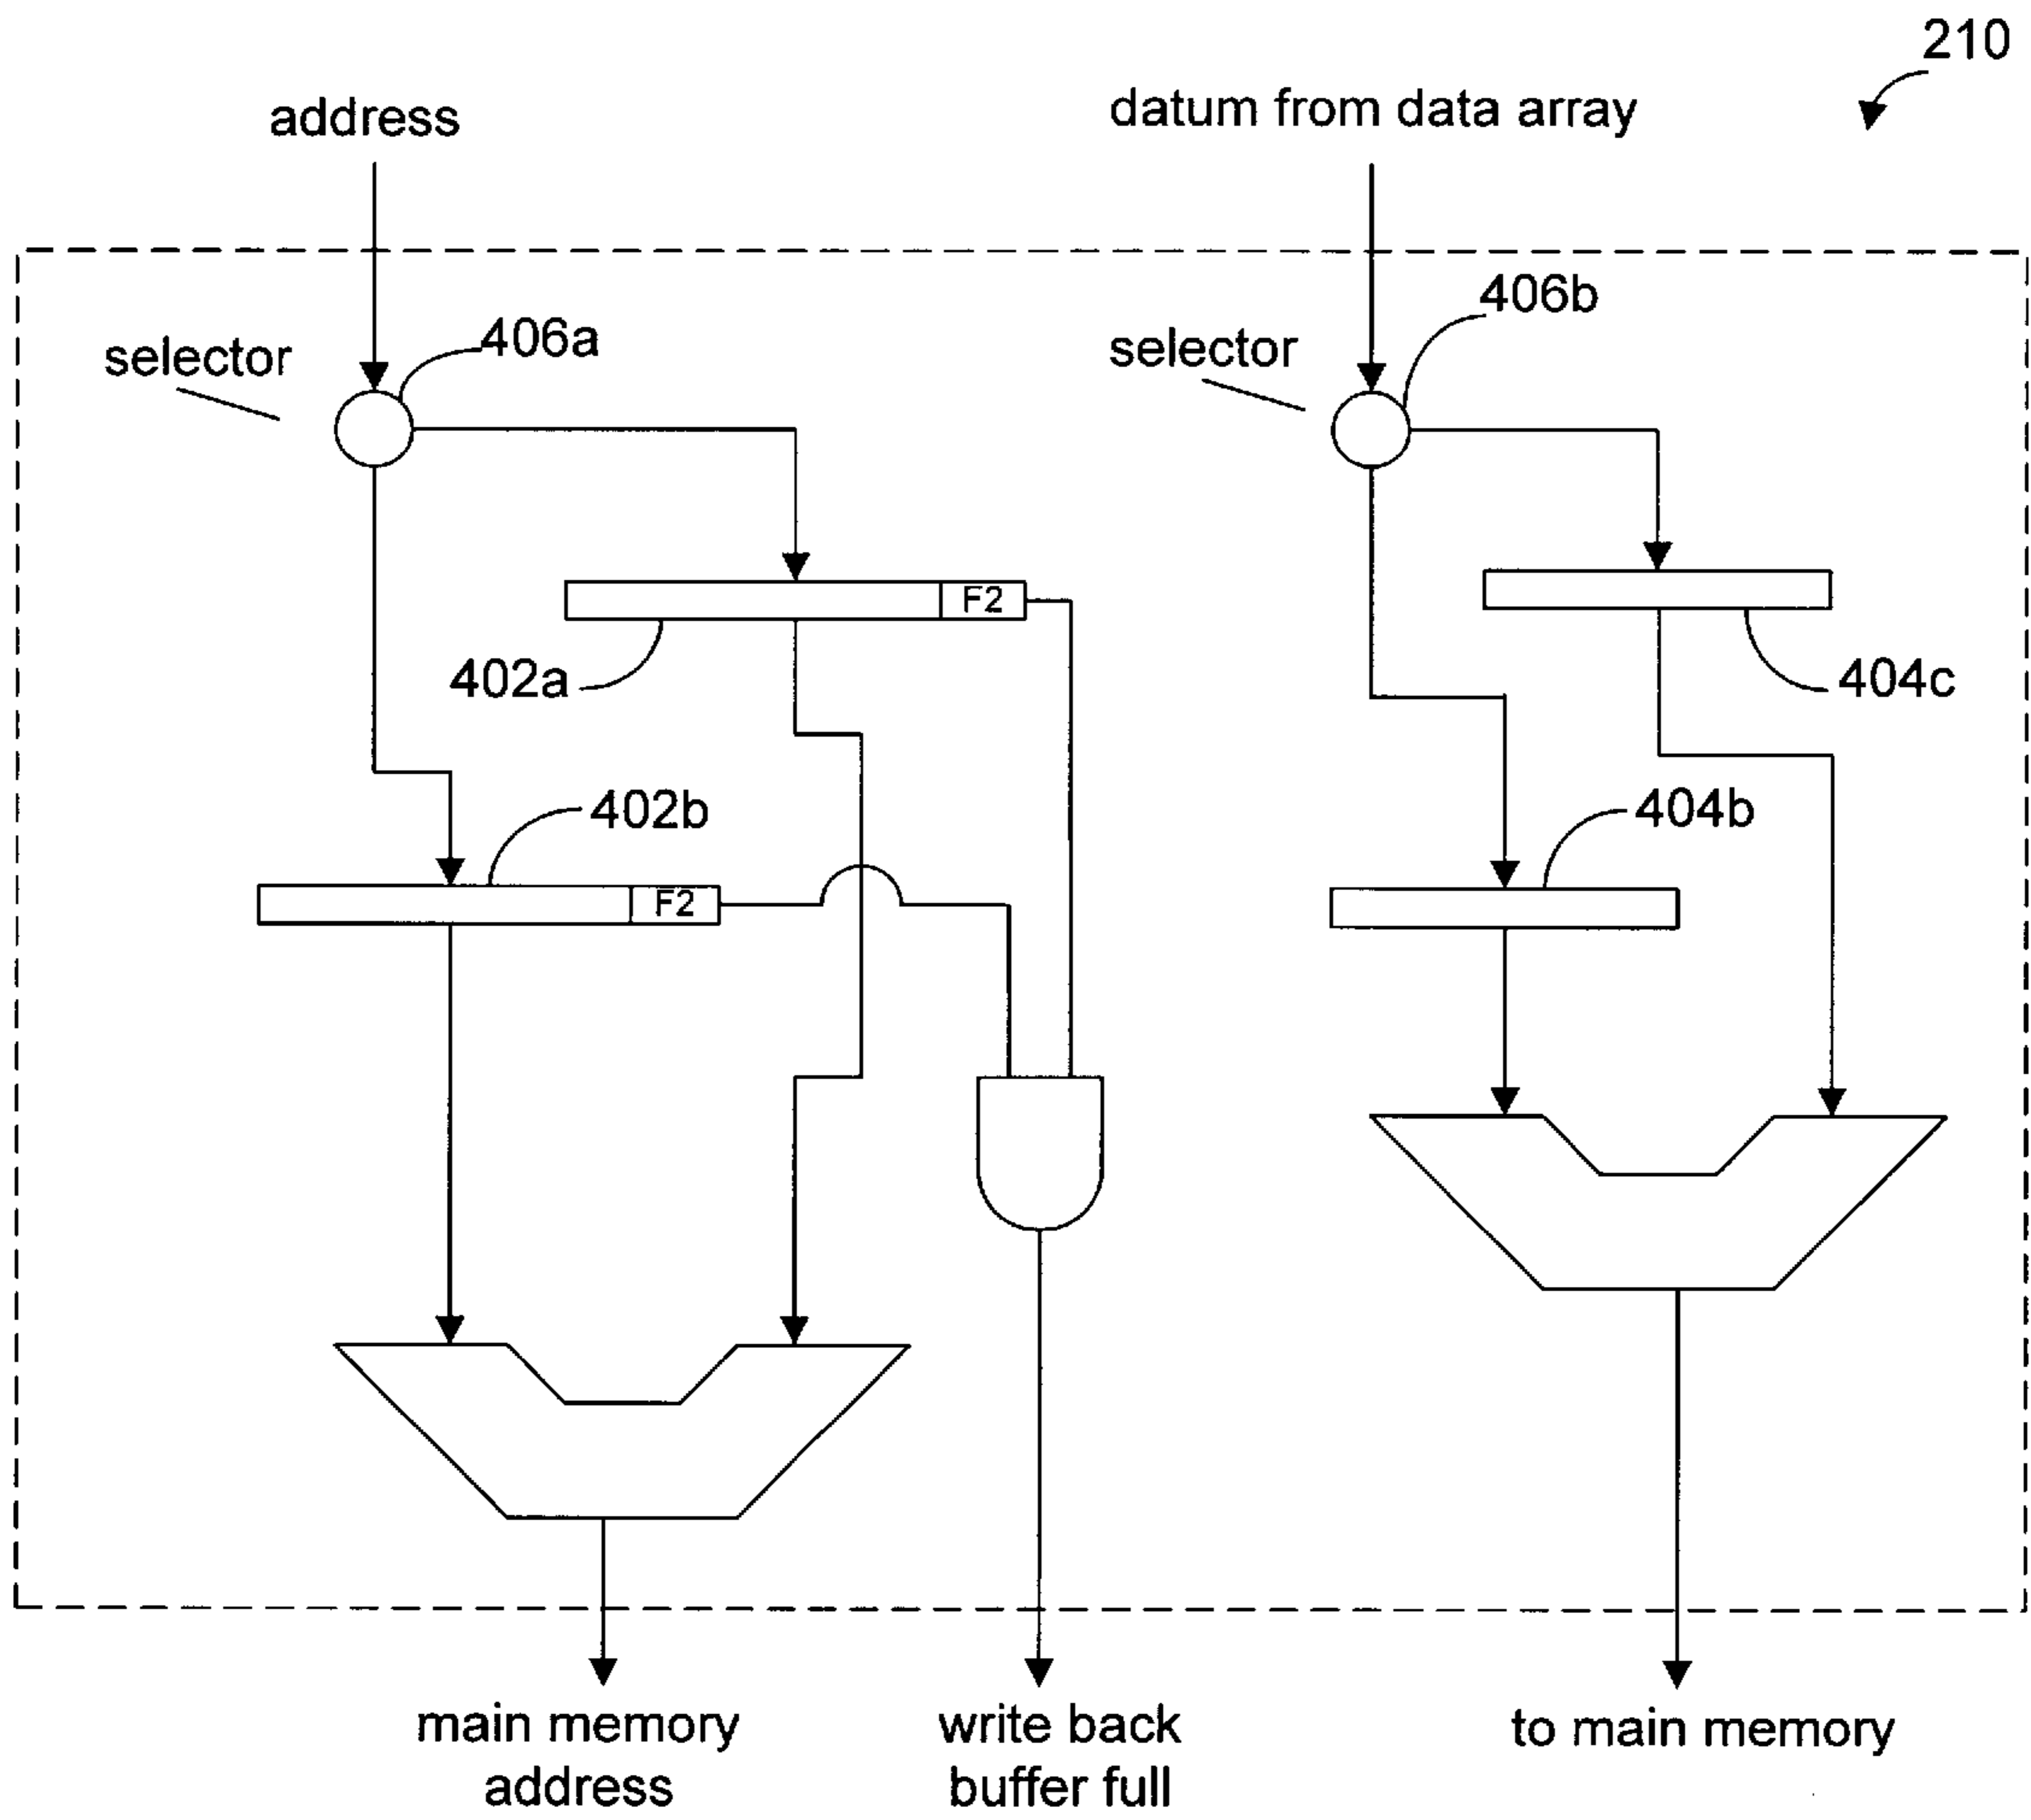 210
address
datum from data array
406b
406a
selector
selector
F2
402a
404c
402b
404b
F2
main memory
address
write back
buffer full
to main memory